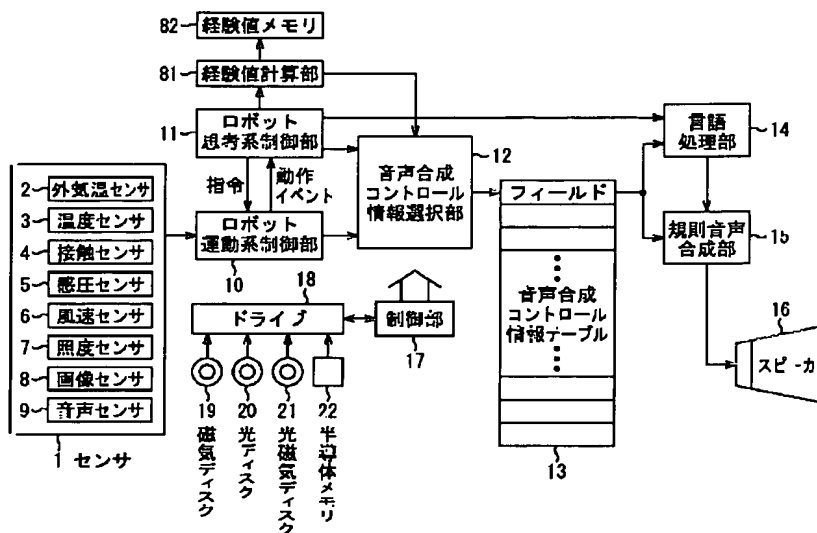 82 経験値メモリ
81 経験値計算部
11 ロボット
思考系制御部
指令
動作
イベント
ロボット
運動系制御部
10
12
音声合成
コントロール
情報選択部
フィールド
音声合成
コントロール
情報テーブル
13
言語
処理部
14
規則音声
合成部
15
16
スピーカ
2 外気温センサ
3 温度センサ
4 接触センサ
5 感圧センサ
6 風速センサ
7 照度センサ
8 画像センサ
9 音声センサ
1 センサ
18
ドライブ
制御部
17
19 磁気ディスク
20 光ディスク
21 光磁気ディスク
22 半導体メモリ